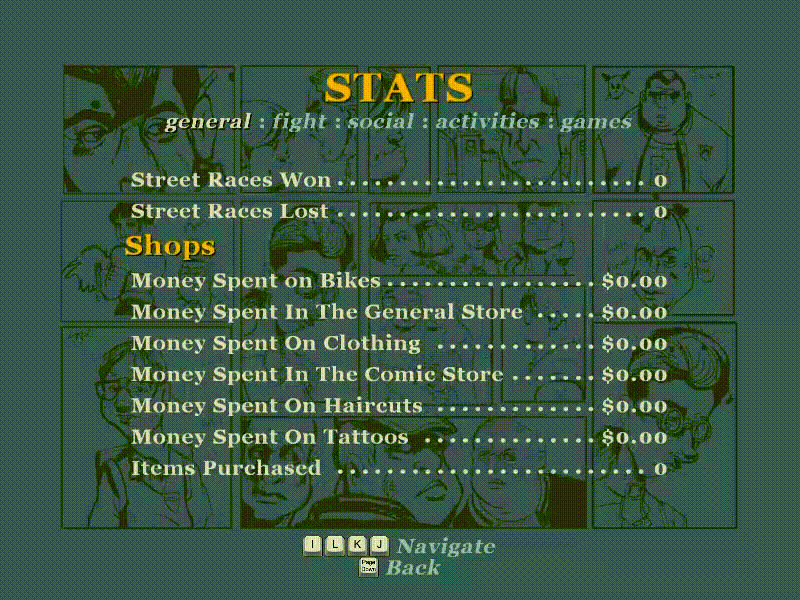 STATS
general : fight : social : activities : games
Street Races Won . . . . . . . . . . . . . . . . . . . . . . . . . 0
Street Races Lost . . . . . . . . . . . . . . . . . . . . . . . . . 0
Shops
Money Spent on Bikes . . . . . . . . . . . . . . . . . $0.00
Money Spent In The General Store . . . . . $0.00
Money Spent On Clothing . . . . . . . . . . . . . $0.00
Money Spent In The Comic Store . . . . . . . $0.00
Money Spent On Haircuts . . . . . . . . . . . . . $0.00
Money Spent On Tattoos . . . . . . . . . . . . . . $0.00
Items Purchased . . . . . . . . . . . . . . . . . . . . . . . . . 0
I L K J Navigate
Page Down Back